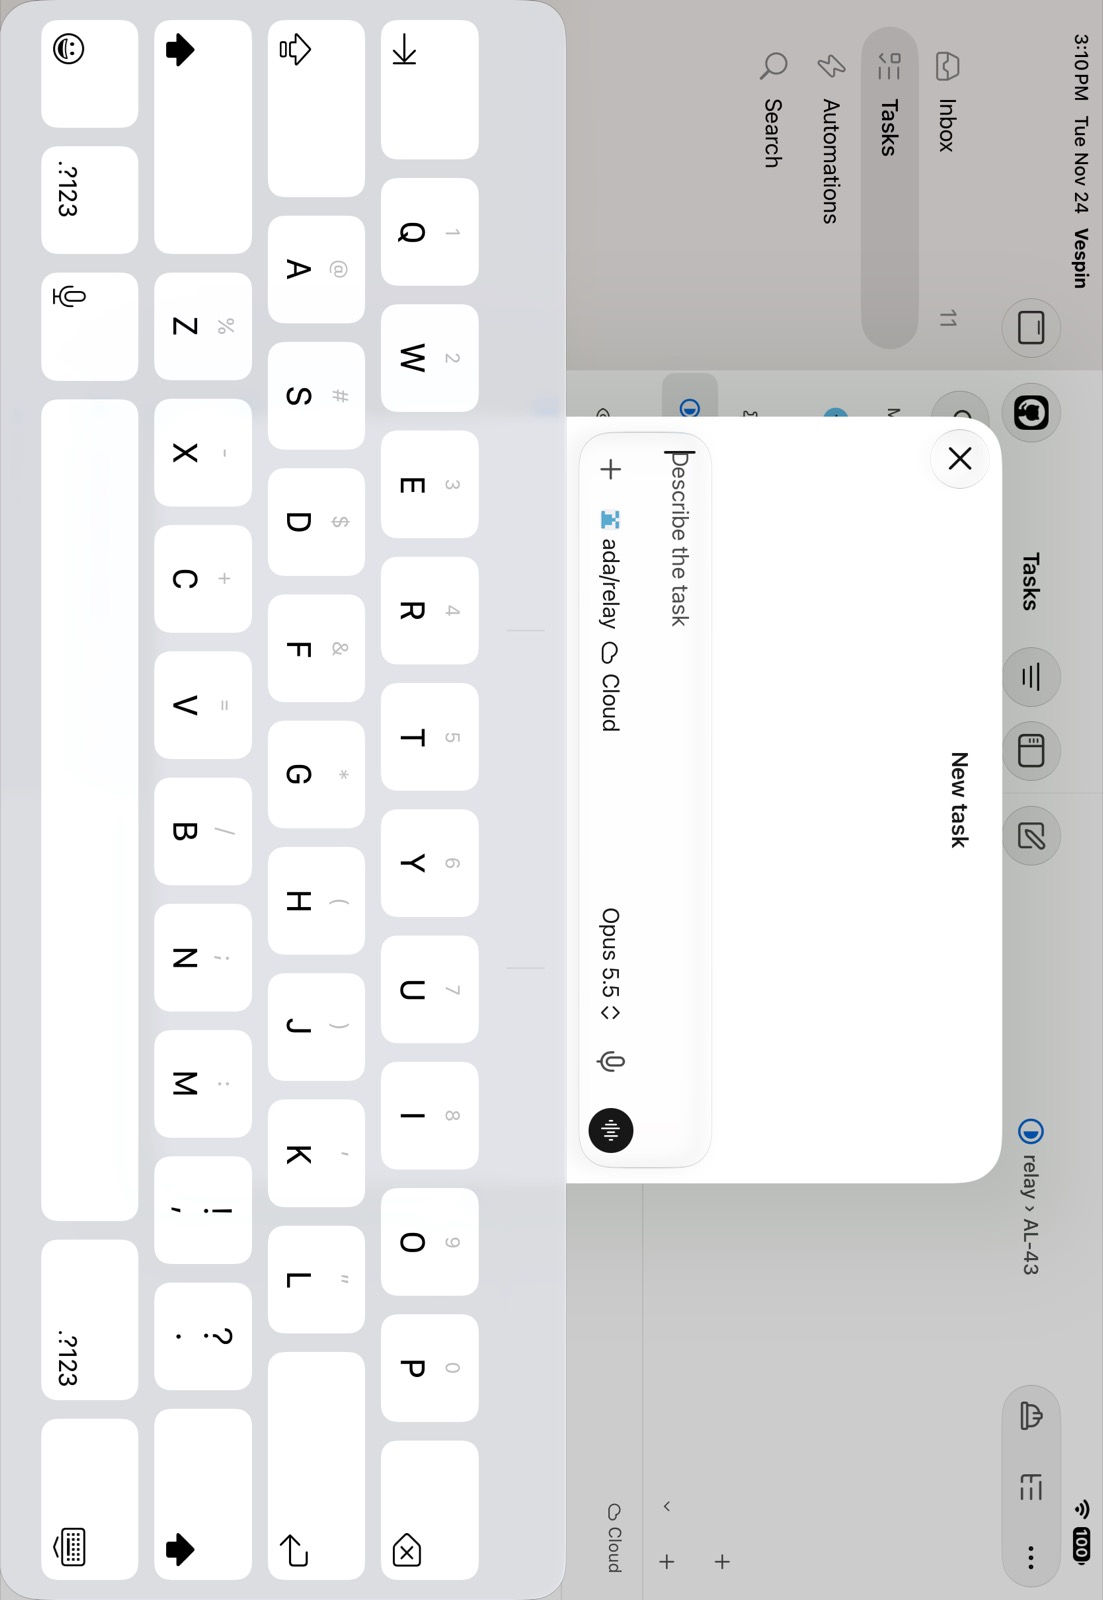 3:10 PM Tue Nov 24 Vespin
100
Tasks
relay › AL-43
Inbox 11
Tasks
Automations
Search
New task
Describe the task
ada/relay Cloud
Opus 5.5
Cloud
1 2 3 4 5 6 7 8 9 0
Q W E R T Y U I O P
@ # $ & * ( ) ' "
A S D F G H J K L
% - + = / ; : ! ?
Z X C V B N M , .
.?123 .?123